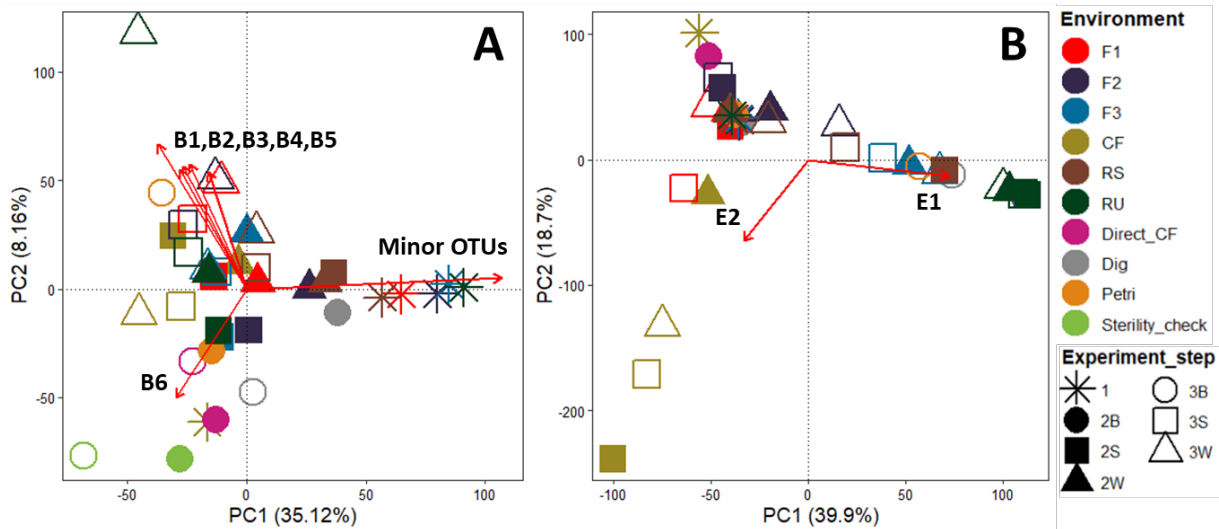 A
B1,B2,B3,B4,B5
Minor OTUs
B6
100
50
0
-50
-50
0
50
100
PC2 (8.16%)
PC1 (35.12%)
B
E1
E2
100
0
-100
-200
-100
-50
0
50
100
PC2 (18.7%)
PC1 (39.9%)
Environment
F1
F2
F3
CF
RS
RU
Direct_CF
Dig
Petri
Sterility_check
Experiment_step
1 3B
2B 3S
2S 3W
2W